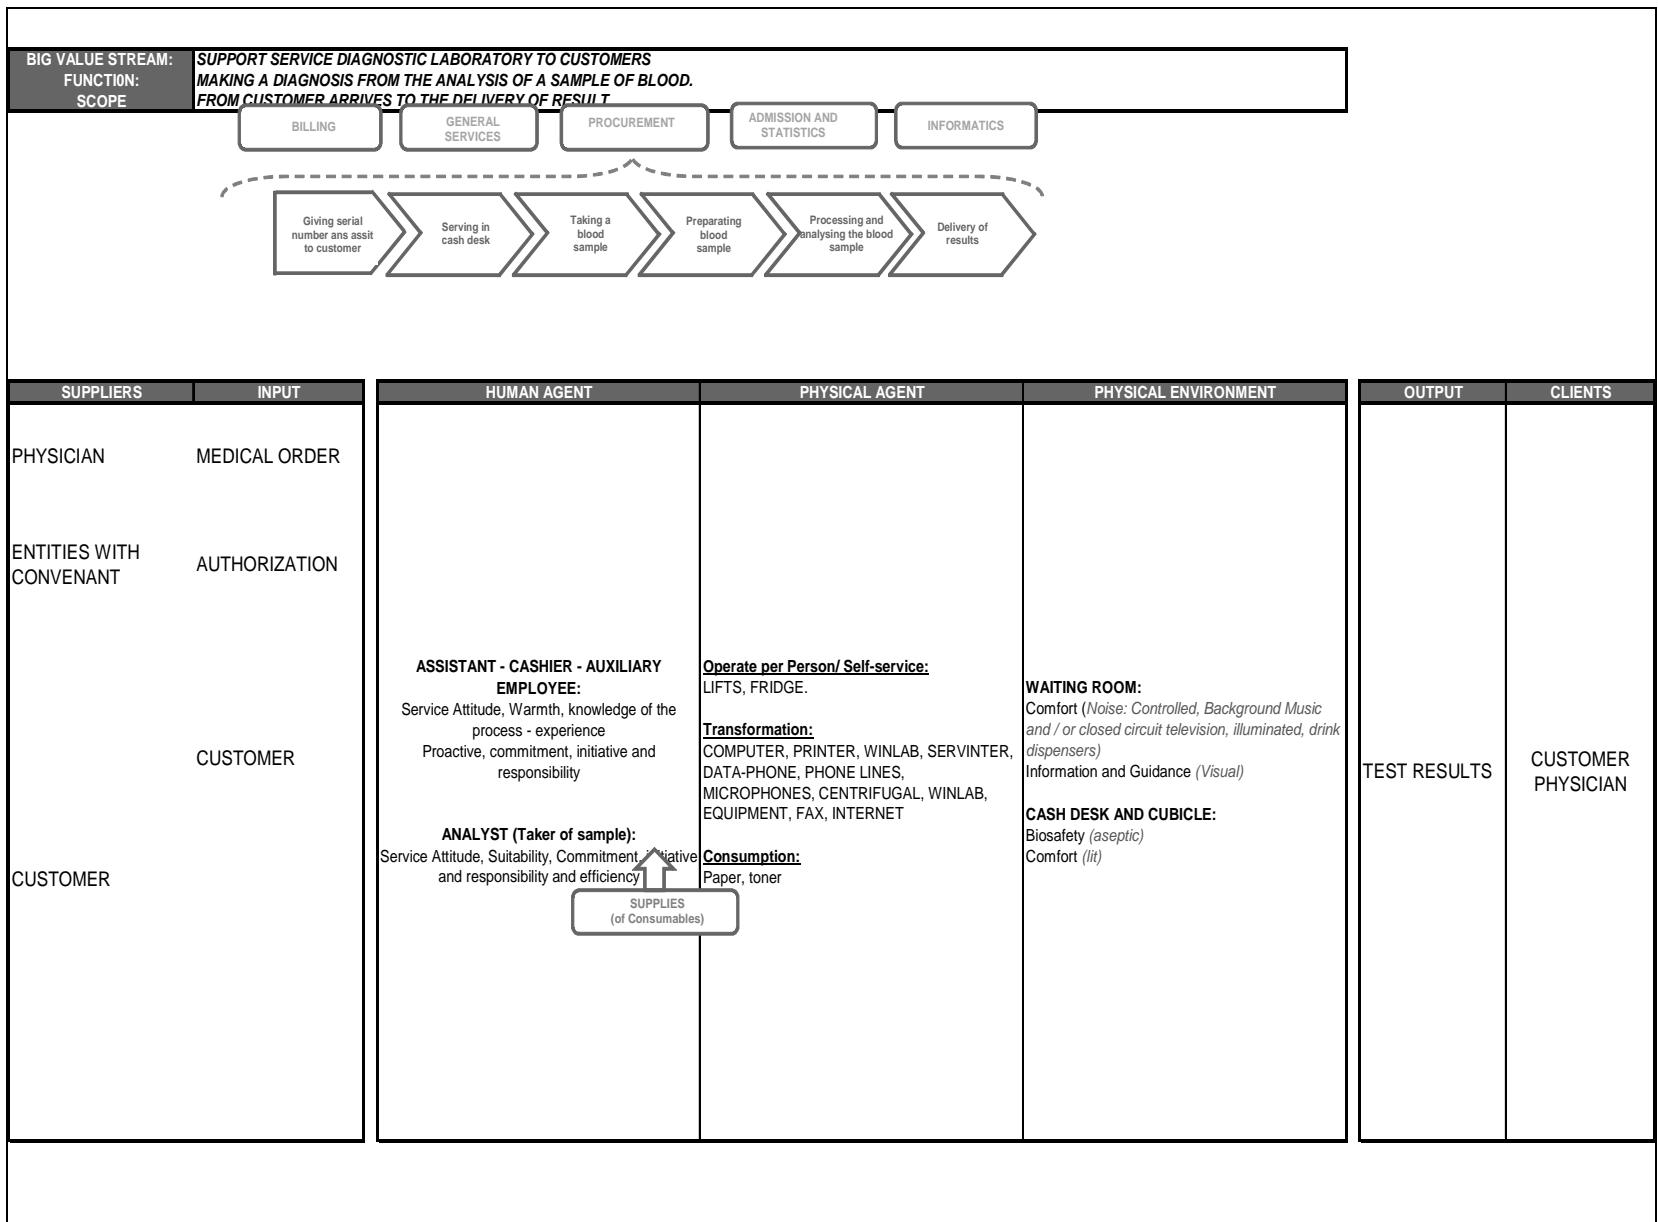 BIG VALUE STREAM:
SUPPORT SERVICE DIAGNOSTIC LABORATORY TO CUSTOMERS
FUNCTI0N:
MAKING A DIAGNOSIS FROM THE ANALYSIS OF A SAMPLE OF BLOOD.
SCOPE
FROM CUSTOMER ARRIVES TO THE DELIVERY OF RESULT
BILLING
GENERAL
SERVICES
PROCUREMENT
ADMISSION AND
STATISTICS
INFORMATICS
Giving serial
number ans assit
to customer
Serving in
cash desk
Taking a
blood
sample
Preparating
blood
sample
Processing and
analysing the blood
sample
Delivery of
results
SUPPLIERS
INPUT
HUMAN AGENT
PHYSICAL AGENT
PHYSICAL ENVIRONMENT
OUTPUT
CLIENTS
PHYSICIAN
MEDICAL ORDER
ENTITIES WITH
CONVENANT
AUTHORIZATION
CUSTOMER
CUSTOMER
ASSISTANT - CASHIER - AUXILIARY
EMPLOYEE:
Service Attitude, Warmth, knowledge of the
process - experience
Proactive, commitment, initiative and
responsibility
ANALYST (Taker of sample):
Service Attitude, Suitability, Commitment, initiative
and responsibility and efficiency
SUPPLIES
(of Consumables)
Operate per Person/ Self-service:
LIFTS, FRIDGE.
Transformation:
COMPUTER, PRINTER, WINLAB, SERVINTER,
DATA-PHONE, PHONE LINES,
MICROPHONES, CENTRIFUGAL, WINLAB,
EQUIPMENT, FAX, INTERNET
Consumption:
Paper, toner
WAITING ROOM:
Comfort (Noise: Controlled, Background Music
and / or closed circuit television, illuminated, drink
dispensers)
Information and Guidance (Visual)
CASH DESK AND CUBICLE:
Biosafety (aseptic)
Comfort (lit)
TEST RESULTS
CUSTOMER
PHYSICIAN